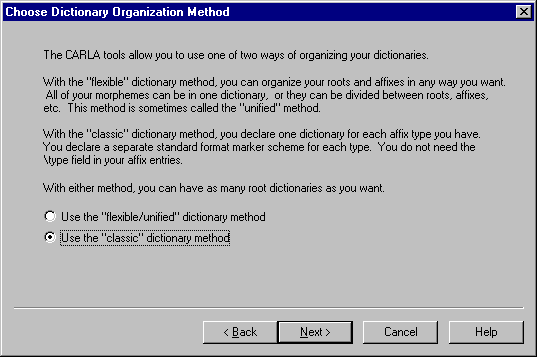 Choose Dictionary Organization Method
The CARLA tools allow you to use one of two ways of organizing your dictionaries.
With the "flexible" dictionary method, you can organize your roots and affixes in any way you want.
All of your morphemes can be in one dictionary, or they can be divided between roots, affixes,
etc. This method is sometimes called the "unified" method.
With the "classic" dictionary method, you declare one dictionary for each affix type you have.
You declare a separate standard format marker scheme for each type. You do not need the
\type field in your affix entries.
With either method, you can have as many root dictionaries as you want.
Use the "flexible/unified" dictionary method
Use the "classic" dictionary method
< Back Next > Cancel Help